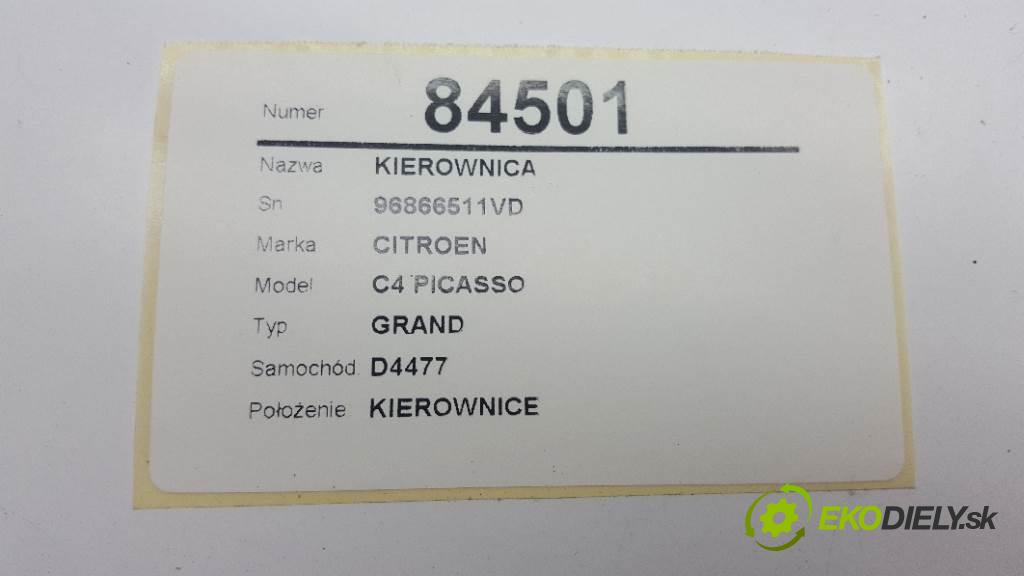 Numer 84501
Nazwa KIEROWNICA
Sn 96866511VD
Marka CITROEN
Model C4 PICASSO
Typ GRAND
Samochód D4477
Położenie KIEROWNICE
EKODIELY.sk